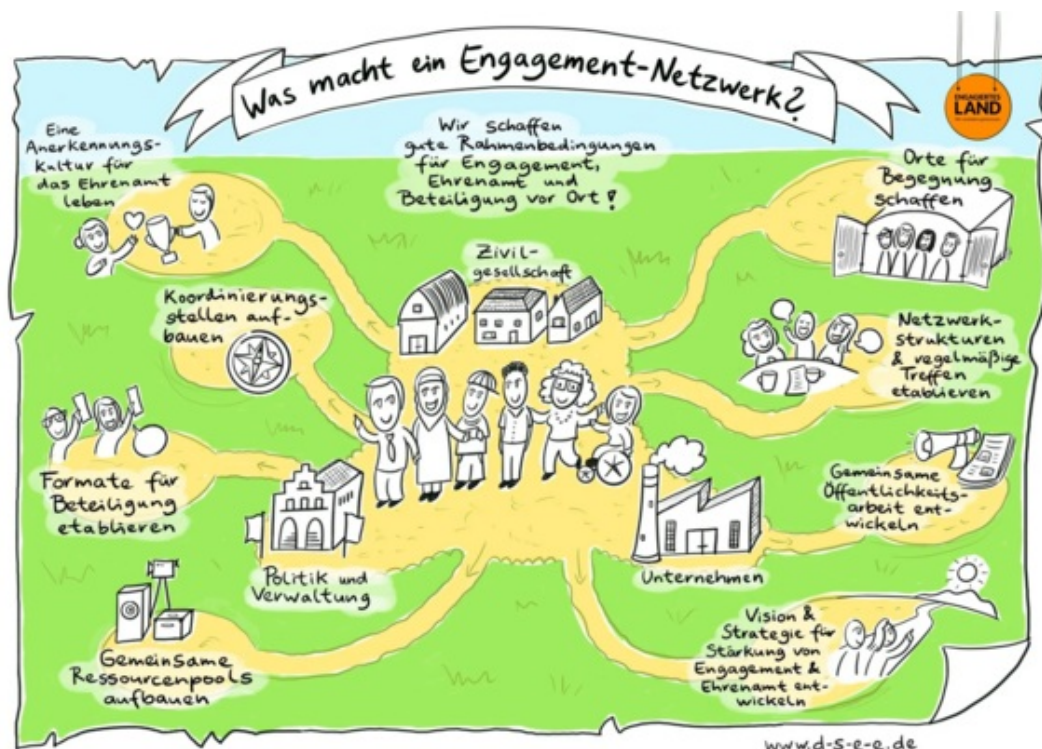 Was macht ein Engagement-Netzwerk?
ENGAGIERTES
LAND
Eine
Anerkennungs-
kultur für
das Ehrenamt
leben
Wir schaffen
gute Rahmenbedingungen
für Engagement,
Ehrenamt und
Beteiligung vor Ort!
Orte für
Begegnung
schaffen
Zivil-
gesellschaft
Koordinierungs-
stellen auf-
bauen
Netzwerk-
strukturen
& regelmäßige
Treffen
etablieren
Formate für
Beteiligung
etablieren
Gemeinsame
Öffentlichkeits-
arbeit ent-
wickeln
Politik und
Verwaltung
Unternehmen
Gemeinsame
Ressourcenpools
aufbauen
Vision &
Strategie für
Stärkung von
Engagement &
Ehrenamt ent-
wickeln
www.d-s-e-e.de